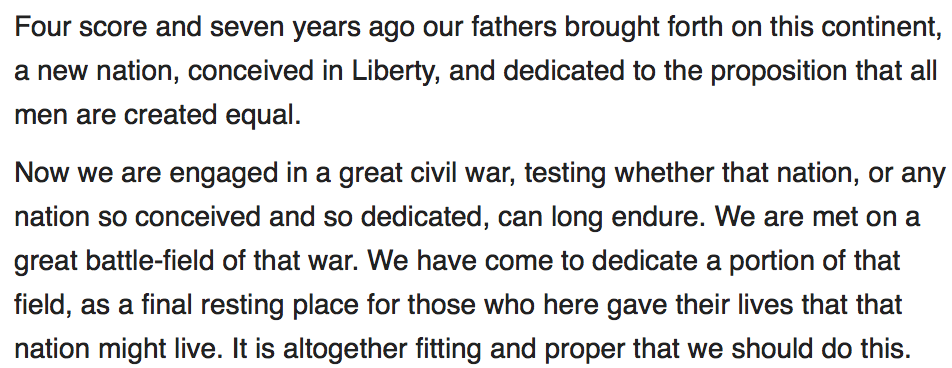 Four score and seven years ago our fathers brought forth on this continent,
a new nation, conceived in Liberty, and dedicated to the proposition that all
men are created equal.
Now we are engaged in a great civil war, testing whether that nation, or any
nation so conceived and so dedicated, can long endure. We are met on a
great battle-field of that war. We have come to dedicate a portion of that
field, as a final resting place for those who here gave their lives that that
nation might live. It is altogether fitting and proper that we should do this.